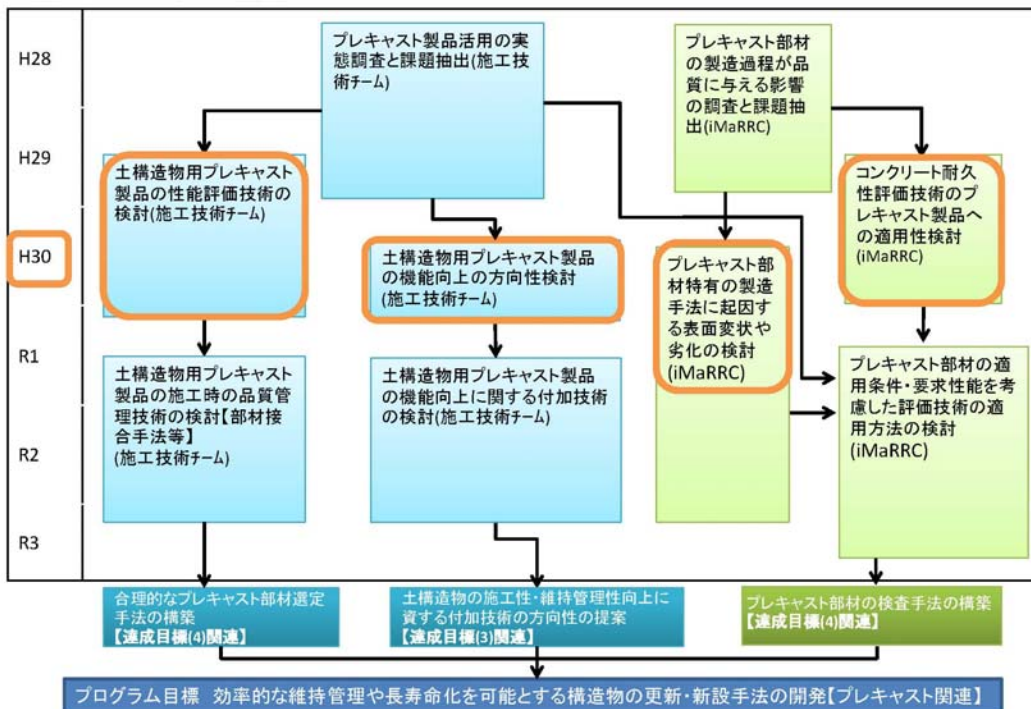 H28
H29
H30
R1
R2
R3
プレキャスト製品活用の実
態調査と課題抽出(施工技
術チーム)
プレキャスト部材
の製造過程が品
質に与える影響
の調査と課題抽
出(iMaRRC)
土構造物用プレキャスト
製品の性能評価技術の
検討(施工技術チーム)
土構造物用プレキャスト製品
の機能向上の方向性検討
(施工技術チーム)
プレキャスト部
材特有の製造
手法に起因す
る表面変状や
劣化の検討
(iMaRRC)
コンクリート耐久
性評価技術のプ
レキャスト製品へ
の適用性検討
(iMaRRC)
土構造物用プレキャスト
製品の施工時の品質管
理技術の検討【部材接
合手法等】
(施工技術チーム)
土構造物用プレキャスト製品
の機能向上に関する付加技術
の検討(施工技術チーム)
プレキャスト部材の適
用条件・要求性能を考
慮した評価技術の適
用方法の検討
(iMaRRC)
合理的なプレキャスト部材選定
手法の構築
【達成目標(4)関連】
土構造物の施工性・維持管理性向上に
資する付加技術の方向性の提案
【達成目標(3)関連】
プレキャスト部材の検査手法の構築
【達成目標(4)関連】
プログラム目標 効率的な維持管理や長寿命化を可能とする構造物の更新・新設手法の開発【プレキャスト関連】